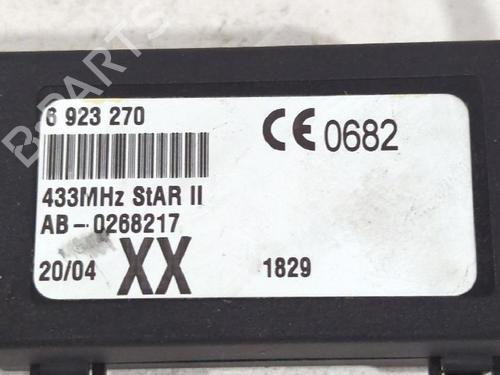 6 923 270
CE 0682
433MHz StAR II
AB-0268217
20/04 XX 1829
B-PARTS